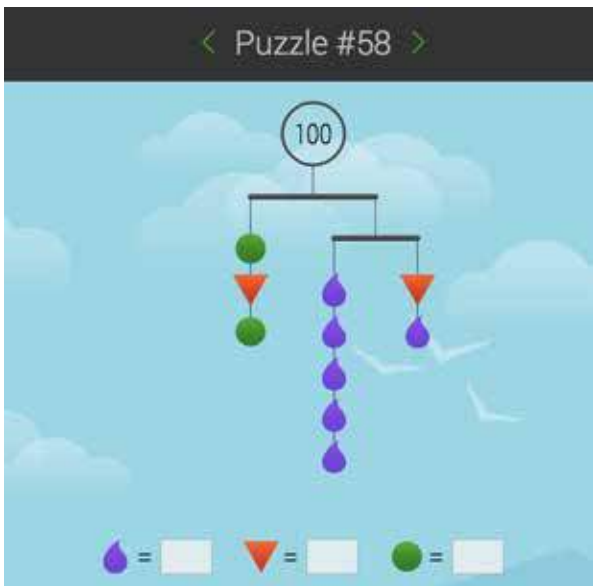 < Puzzle #58 >
100
= = =